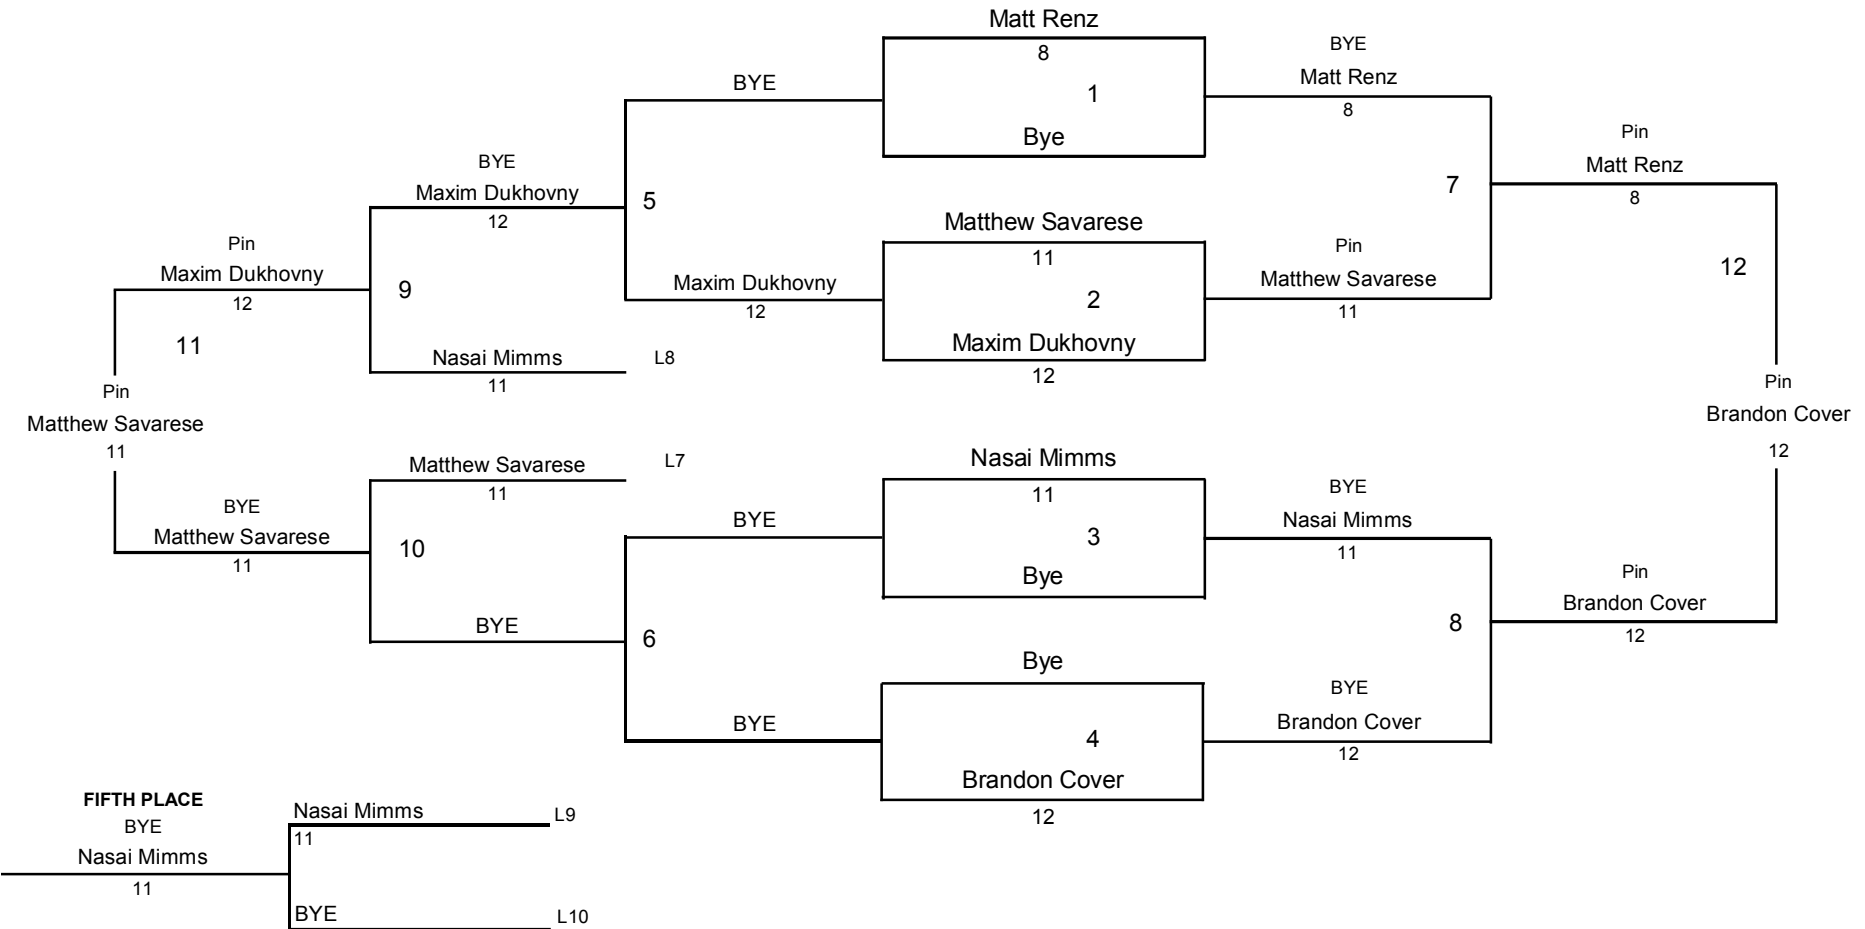 Matt Renz
8
1
Bye
BYE
BYE
Matt Renz
8
Pin
Matt Renz
8
7
12
BYE
Maxim Dukhovny
12
5
Matthew Savarese
11
2
Maxim Dukhovny
12
Maxim Dukhovny
12
Pin
Matthew Savarese
11
Pin
Maxim Dukhovny
12
9
11
Nasai Mimms
11
L8
Pin
Matthew Savarese
11
Pin
Brandon Cover
12
Matthew Savarese
11
L7
Nasai Mimms
11
3
Bye
BYE
BYE
Nasai Mimms
11
BYE
Matthew Savarese
11
10
BYE
6
8
Pin
Brandon Cover
12
Bye
4
Brandon Cover
12
BYE
BYE
Brandon Cover
12
FIFTH PLACE
BYE
Nasai Mimms
11
Nasai Mimms
11
L9
BYE
L10